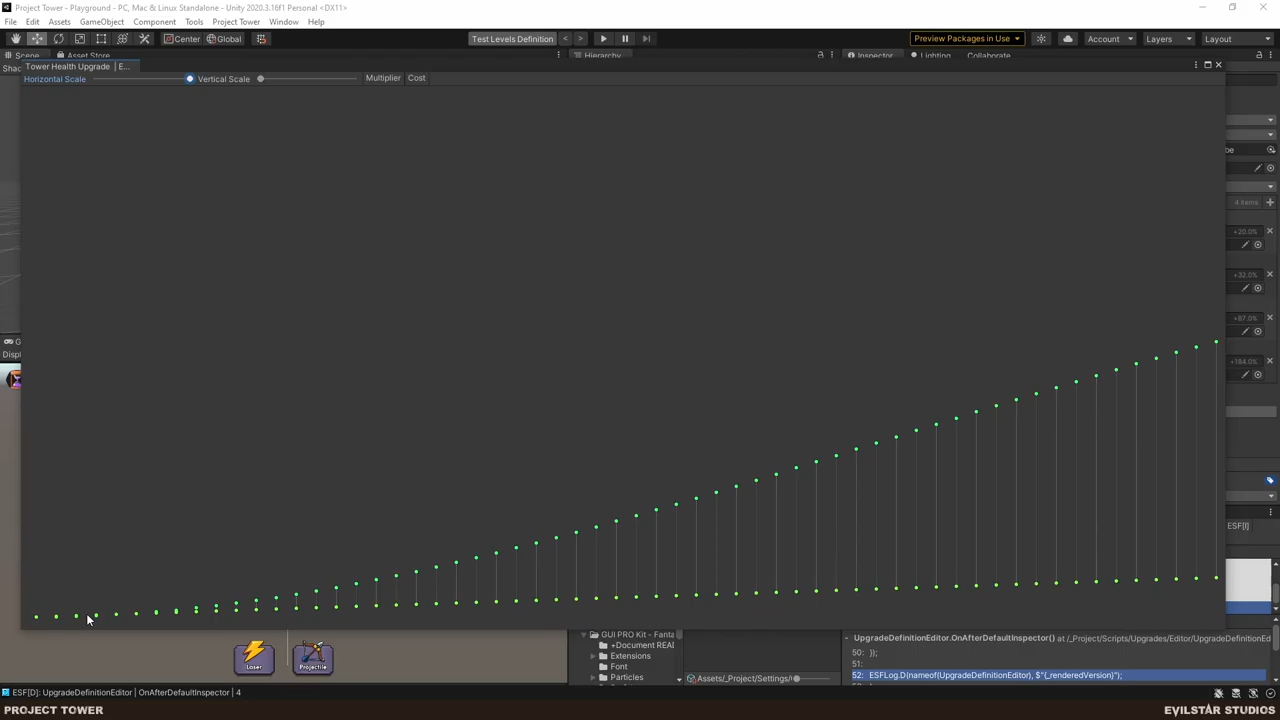 Project Tower - Playground - PC, Mac & Linux Standalone - Unity 2020.3.16f1 Personal <DX11>
File Edit Assets GameObject Component Tools Project Tower Window Help
Center Global Test Levels Definition Preview Packages in Use Account Layers Layout
Scene Asset Store Hierarchy Inspector Lighting Collaborate
Tower Health Upgrade | E...
Horizontal Scale Vertical Scale Multiplier Cost
4 items
+20.0%
+32.0%
+87.0%
+184.0%
ESF[I]
GUI PRO Kit - Fanta
+Document REA
Extensions
Font
Particles
Laser Projectile
Assets/_Project/Settings/
UpgradeDefinitionEditor.OnAfterDefaultInspector() at /_Project/Scripts/Upgrades/Editor/UpgradeDefinitionEd
50: });
51:
52: ESFLog.D(nameof(UpgradeDefinitionEditor), $"{_renderedVersion}");
ESF[D]: UpgradeDefinitionEditor | OnAfterDefaultInspector | 4
PROJECT TOWER EVILSTAR STUDIOS